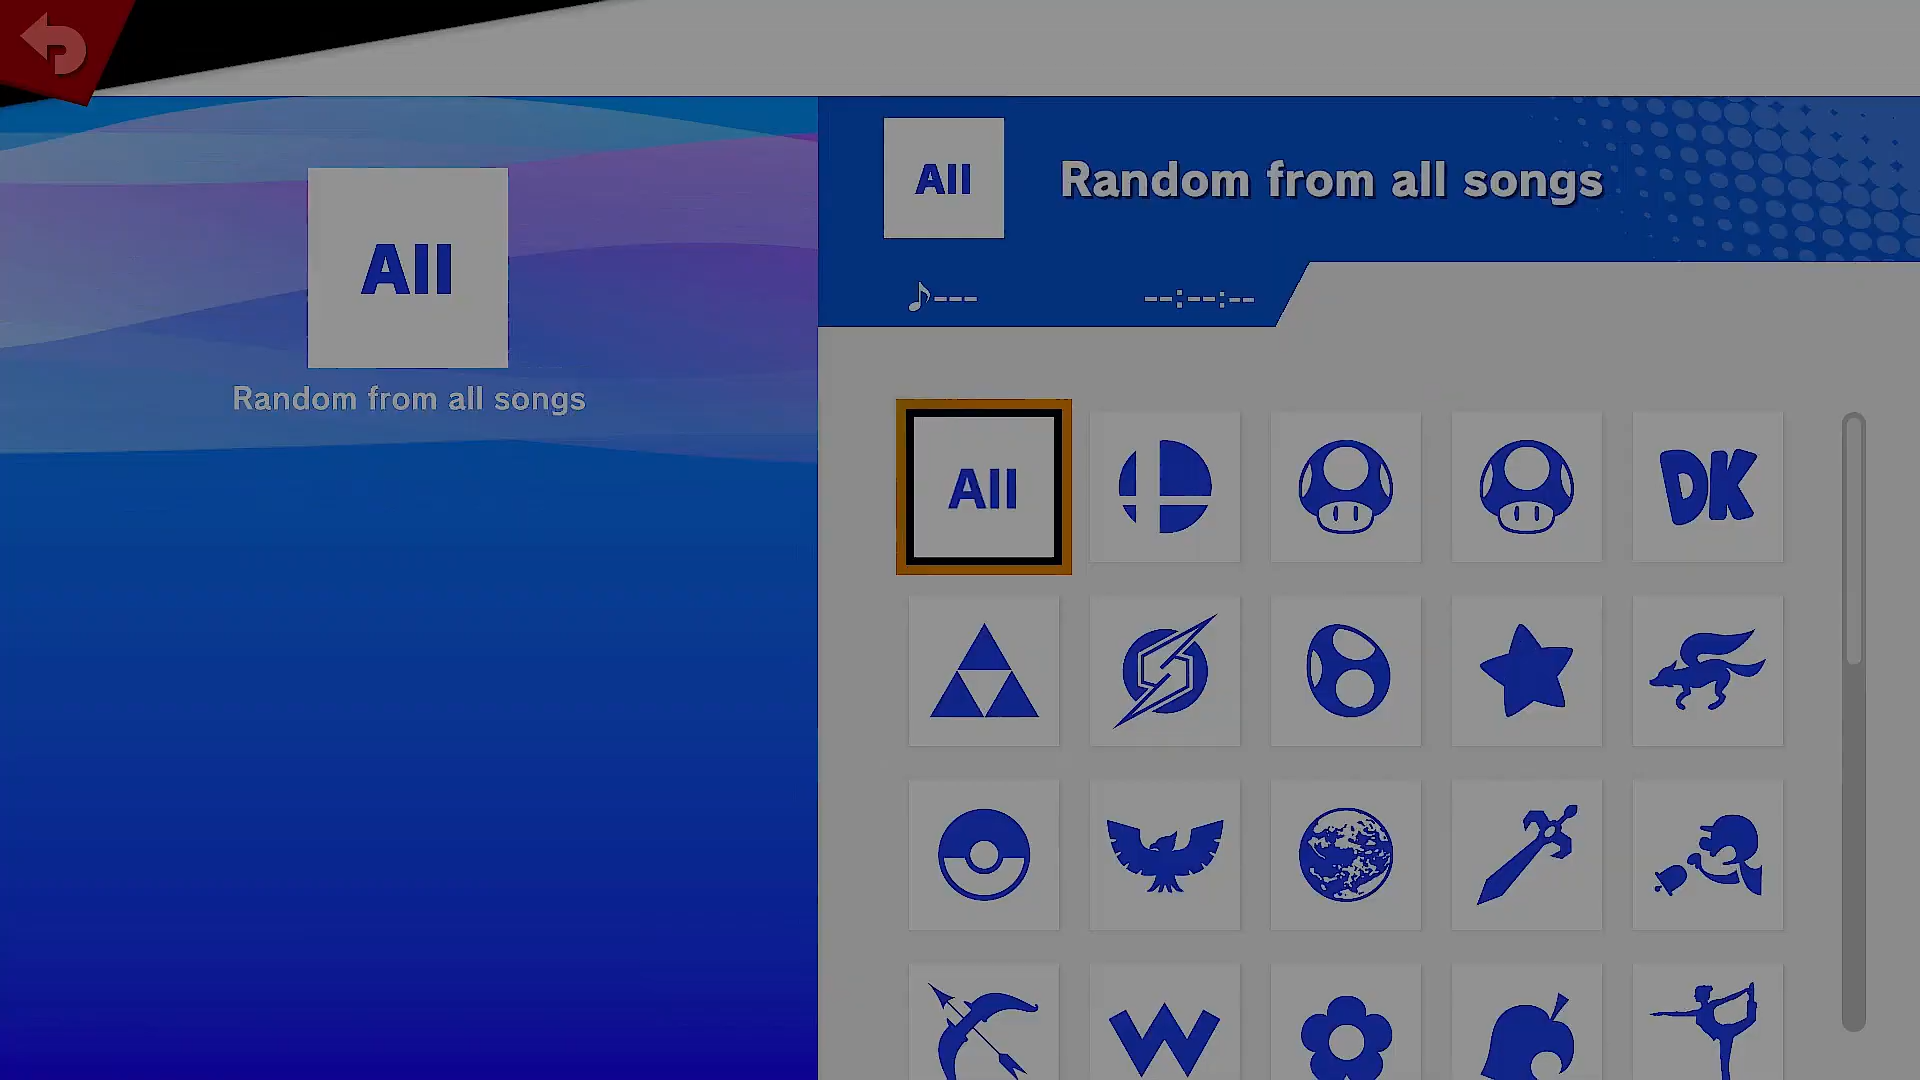 All
Random from all songs
All
Random from all songs
♪---
--:--:--
All
DK
W